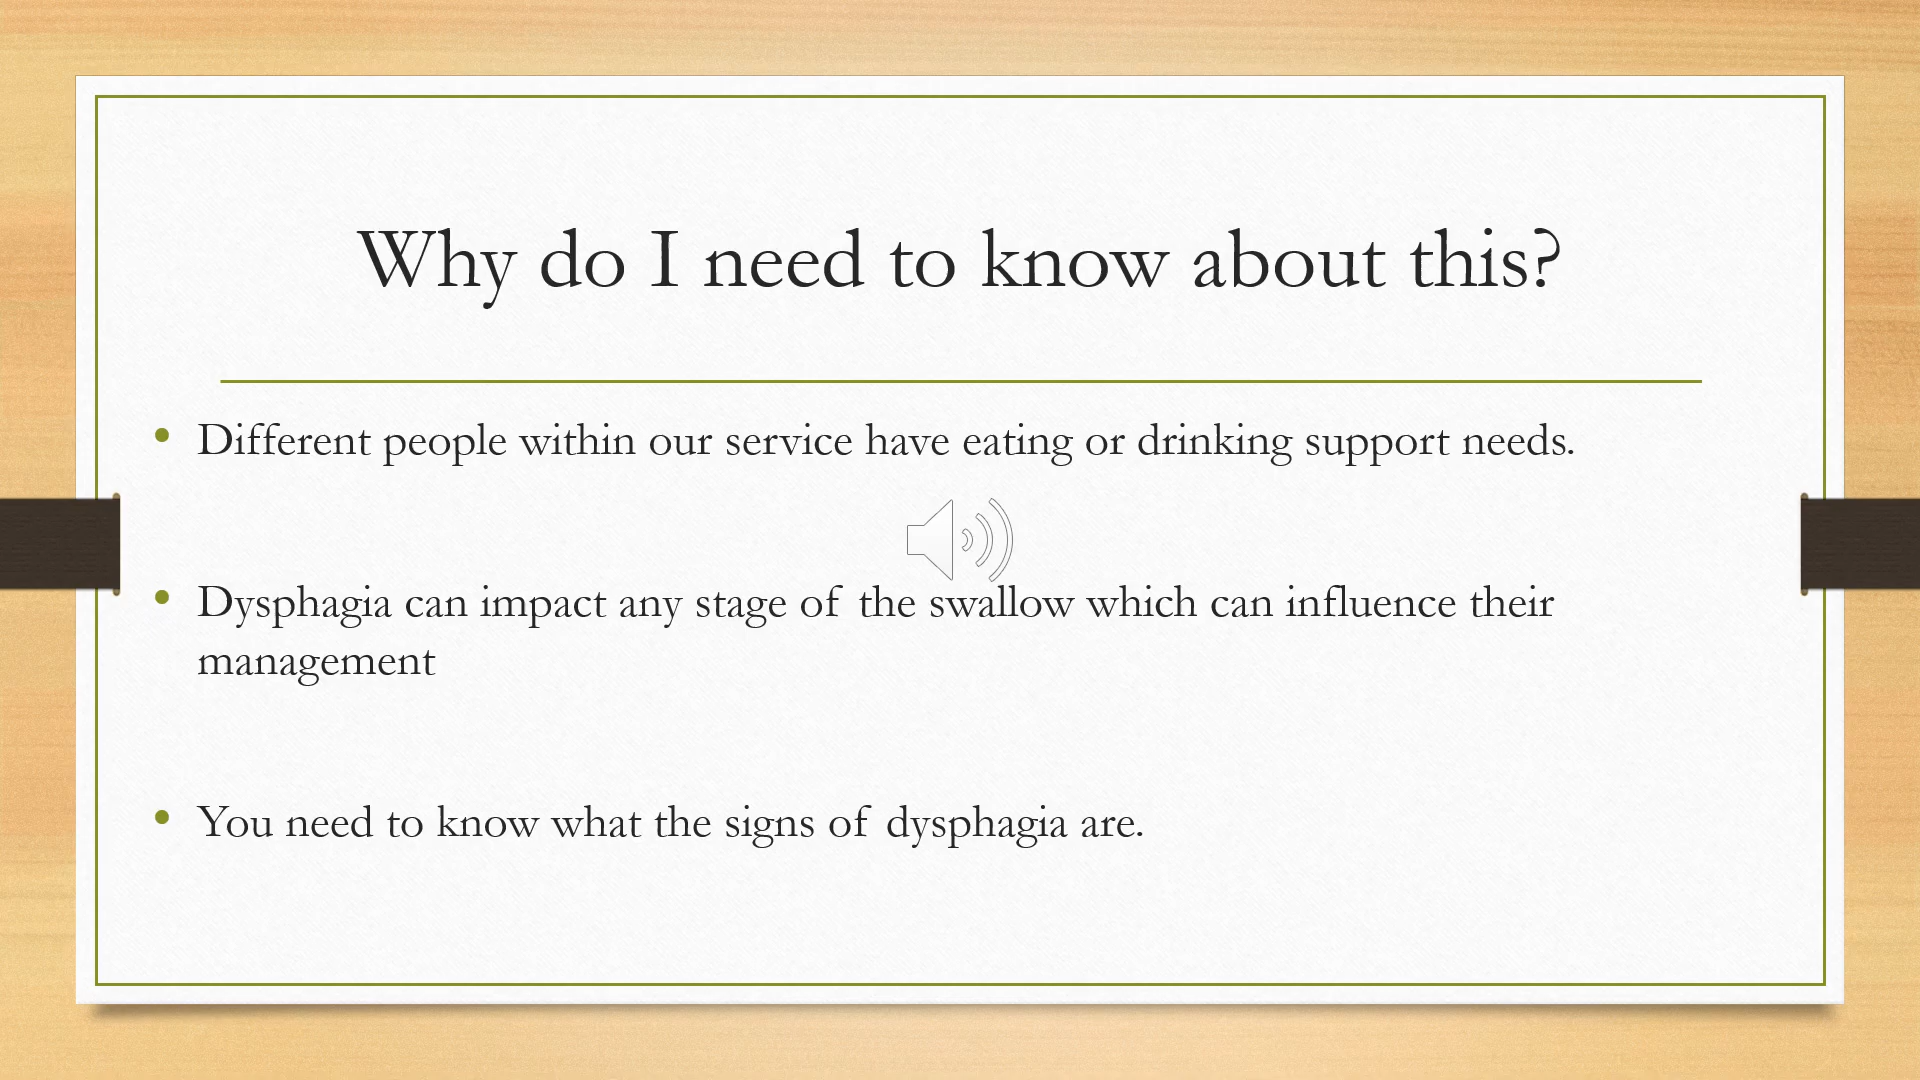 Why do I need to know about this?
• Different people within our service have eating or drinking support needs.
• Dysphagia can impact any stage of the swallow which can influence their
management
• You need to know what the signs of dysphagia are.